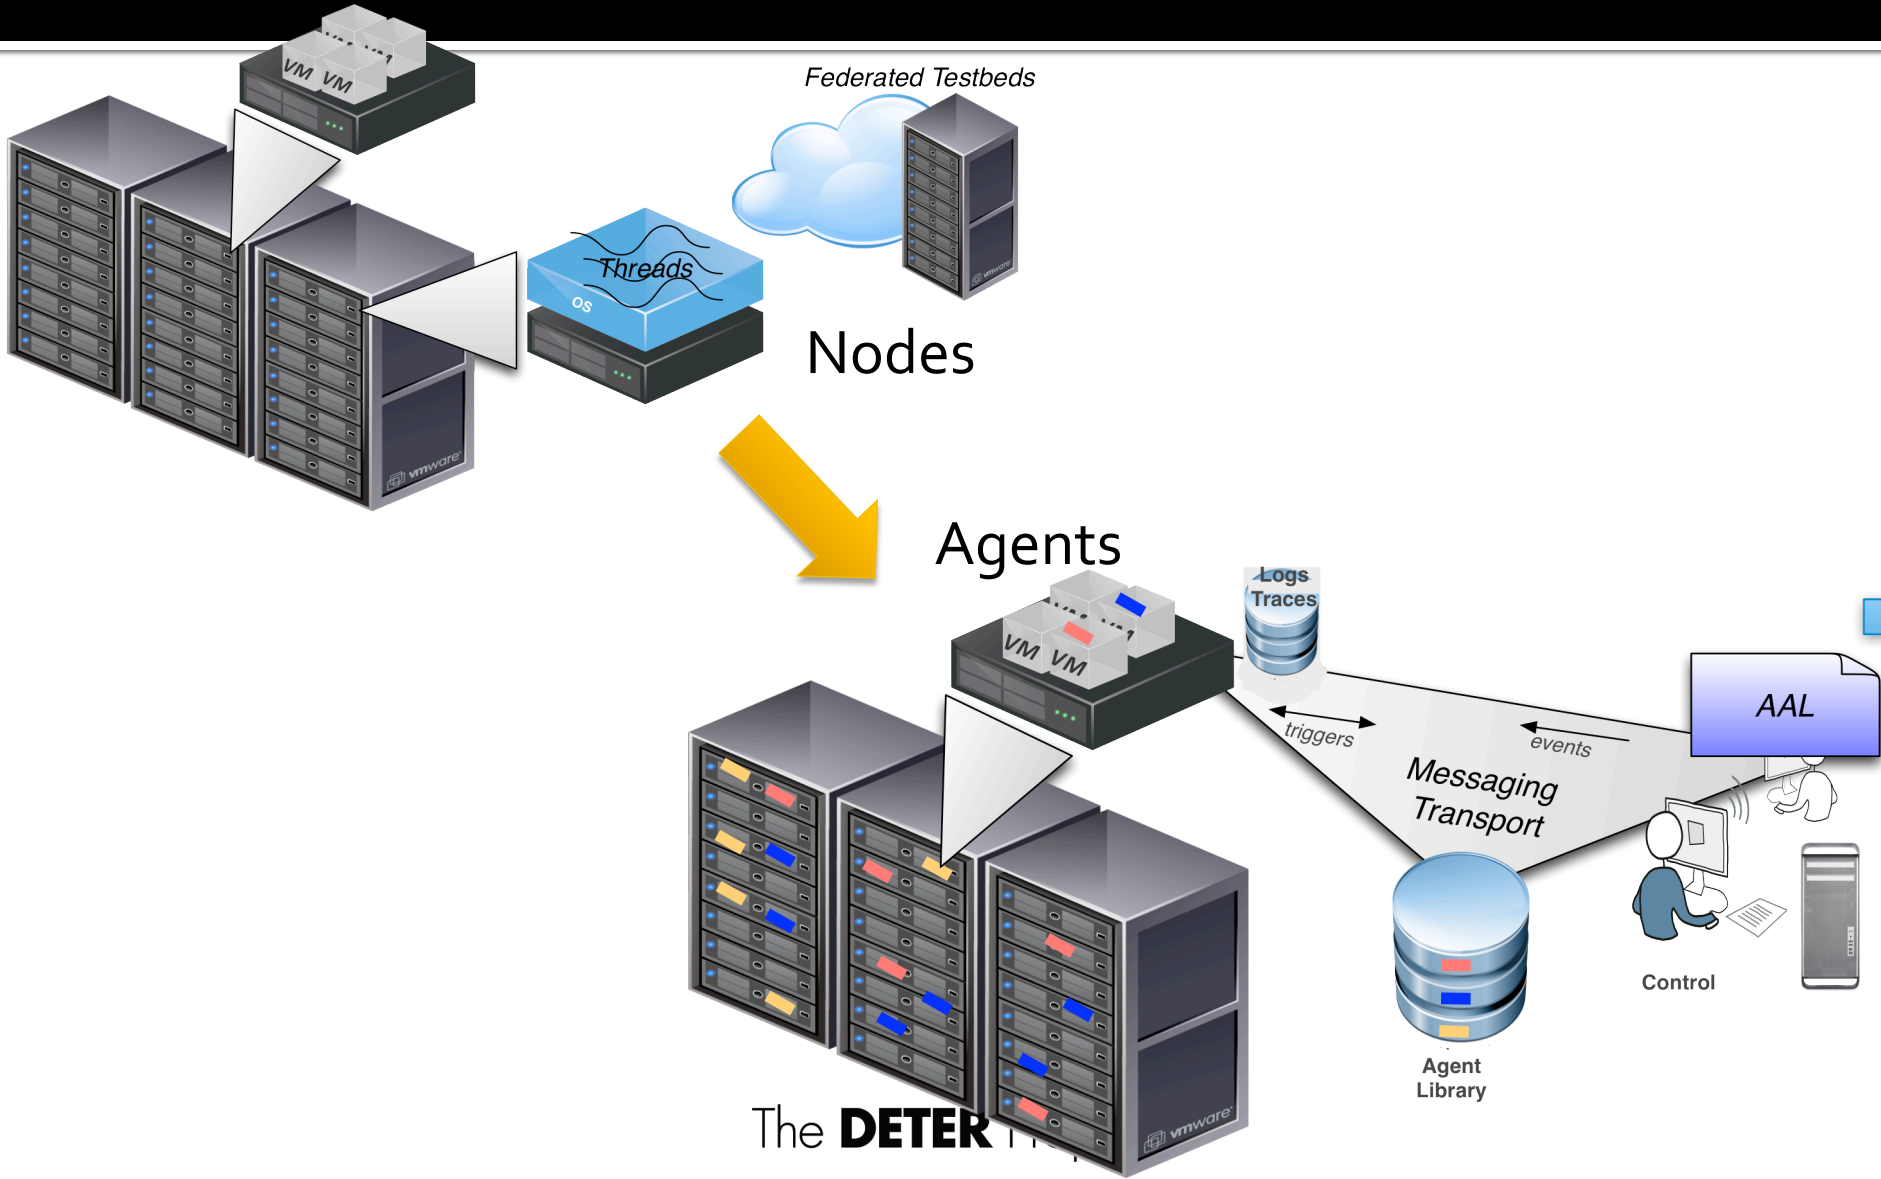 VM
VM
Federated Testbeds
Threads
OS
vmware
vmware
Nodes
Agents
Logs
Traces
VM
VM
VM
AAL
triggers
events
Messaging
Transport
Control
Agent
Library
vmware
The DETER